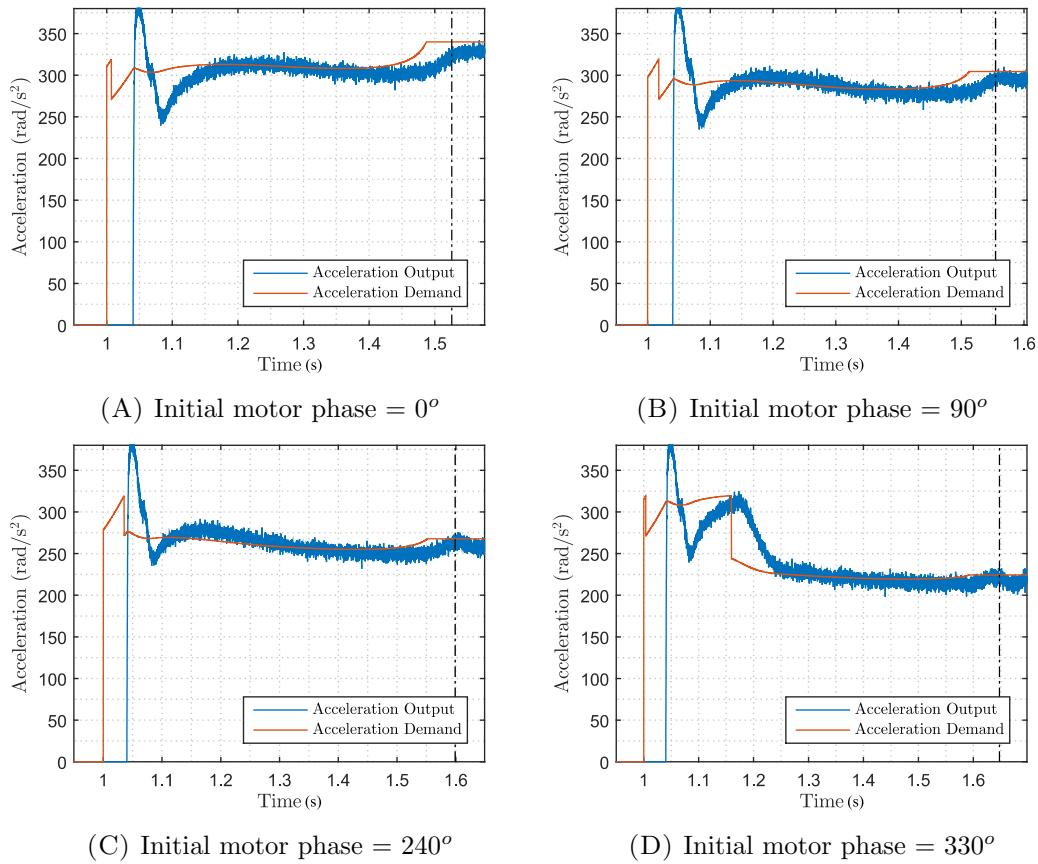 350
300
250
200
150
100
50
0
Acceleration (rad/s²)
Acceleration Output
Acceleration Demand
1 1.1 1.2 1.3 1.4 1.5
Time (s)
(A) Initial motor phase = 0ᵒ
350
300
250
200
150
100
50
0
Acceleration (rad/s²)
Acceleration Output
Acceleration Demand
1 1.1 1.2 1.3 1.4 1.5 1.6
Time (s)
(B) Initial motor phase = 90ᵒ
350
300
250
200
150
100
50
0
Acceleration (rad/s²)
Acceleration Output
Acceleration Demand
1 1.1 1.2 1.3 1.4 1.5 1.6
Time (s)
(C) Initial motor phase = 240ᵒ
350
300
250
200
150
100
50
0
Acceleration (rad/s²)
Acceleration Output
Acceleration Demand
1 1.1 1.2 1.3 1.4 1.5 1.6
Time (s)
(D) Initial motor phase = 330ᵒ